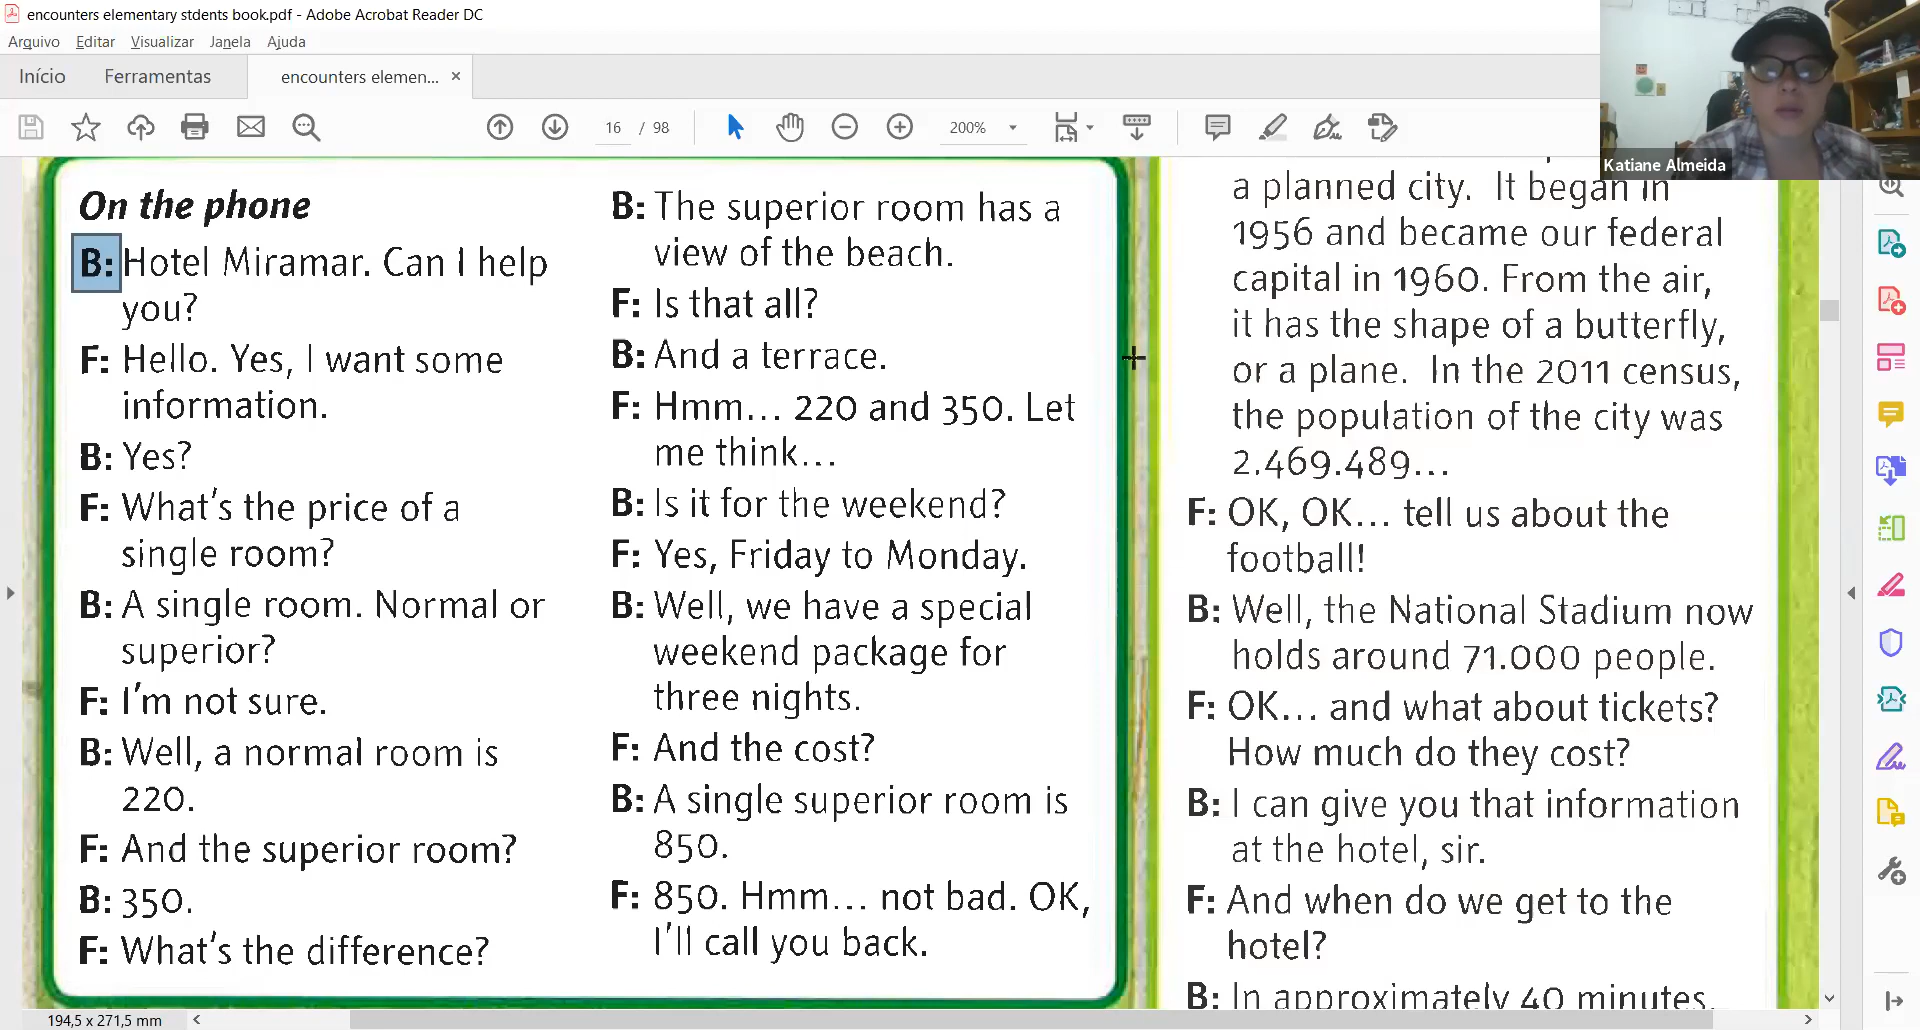 encounters elementary stdents book.pdf - Adobe Acrobat Reader DC
Arquivo Editar Visualizar Janela Ajuda
Início Ferramentas encounters elemen... ×
16 / 98 200%
Katiane Almeida
On the phone
B: Hotel Miramar. Can I help
you?
F: Hello. Yes, I want some
information.
B: Yes?
F: What's the price of a
single room?
B: A single room. Normal or
superior?
F: I'm not sure.
B: Well, a normal room is
220.
F: And the superior room?
B: 350.
F: What's the difference?
B: The superior room has a
view of the beach.
F: Is that all?
B: And a terrace.
F: Hmm... 220 and 350. Let
me think...
B: Is it for the weekend?
F: Yes, Friday to Monday.
B: Well, we have a special
weekend package for
three nights.
F: And the cost?
B: A single superior room is
850.
F: 850. Hmm... not bad. OK,
I'll call you back.
a planned city. It began in
1956 and became our federal
capital in 1960. From the air,
it has the shape of a butterfly,
or a plane. In the 2011 census,
the population of the city was
2.469.489...
F: OK, OK... tell us about the
football!
B: Well, the National Stadium now
holds around 71.000 people.
F: OK... and what about tickets?
How much do they cost?
B: I can give you that information
at the hotel, sir.
F: And when do we get to the
hotel?
B: In approximately 40 minutes.
194,5 x 271,5 mm